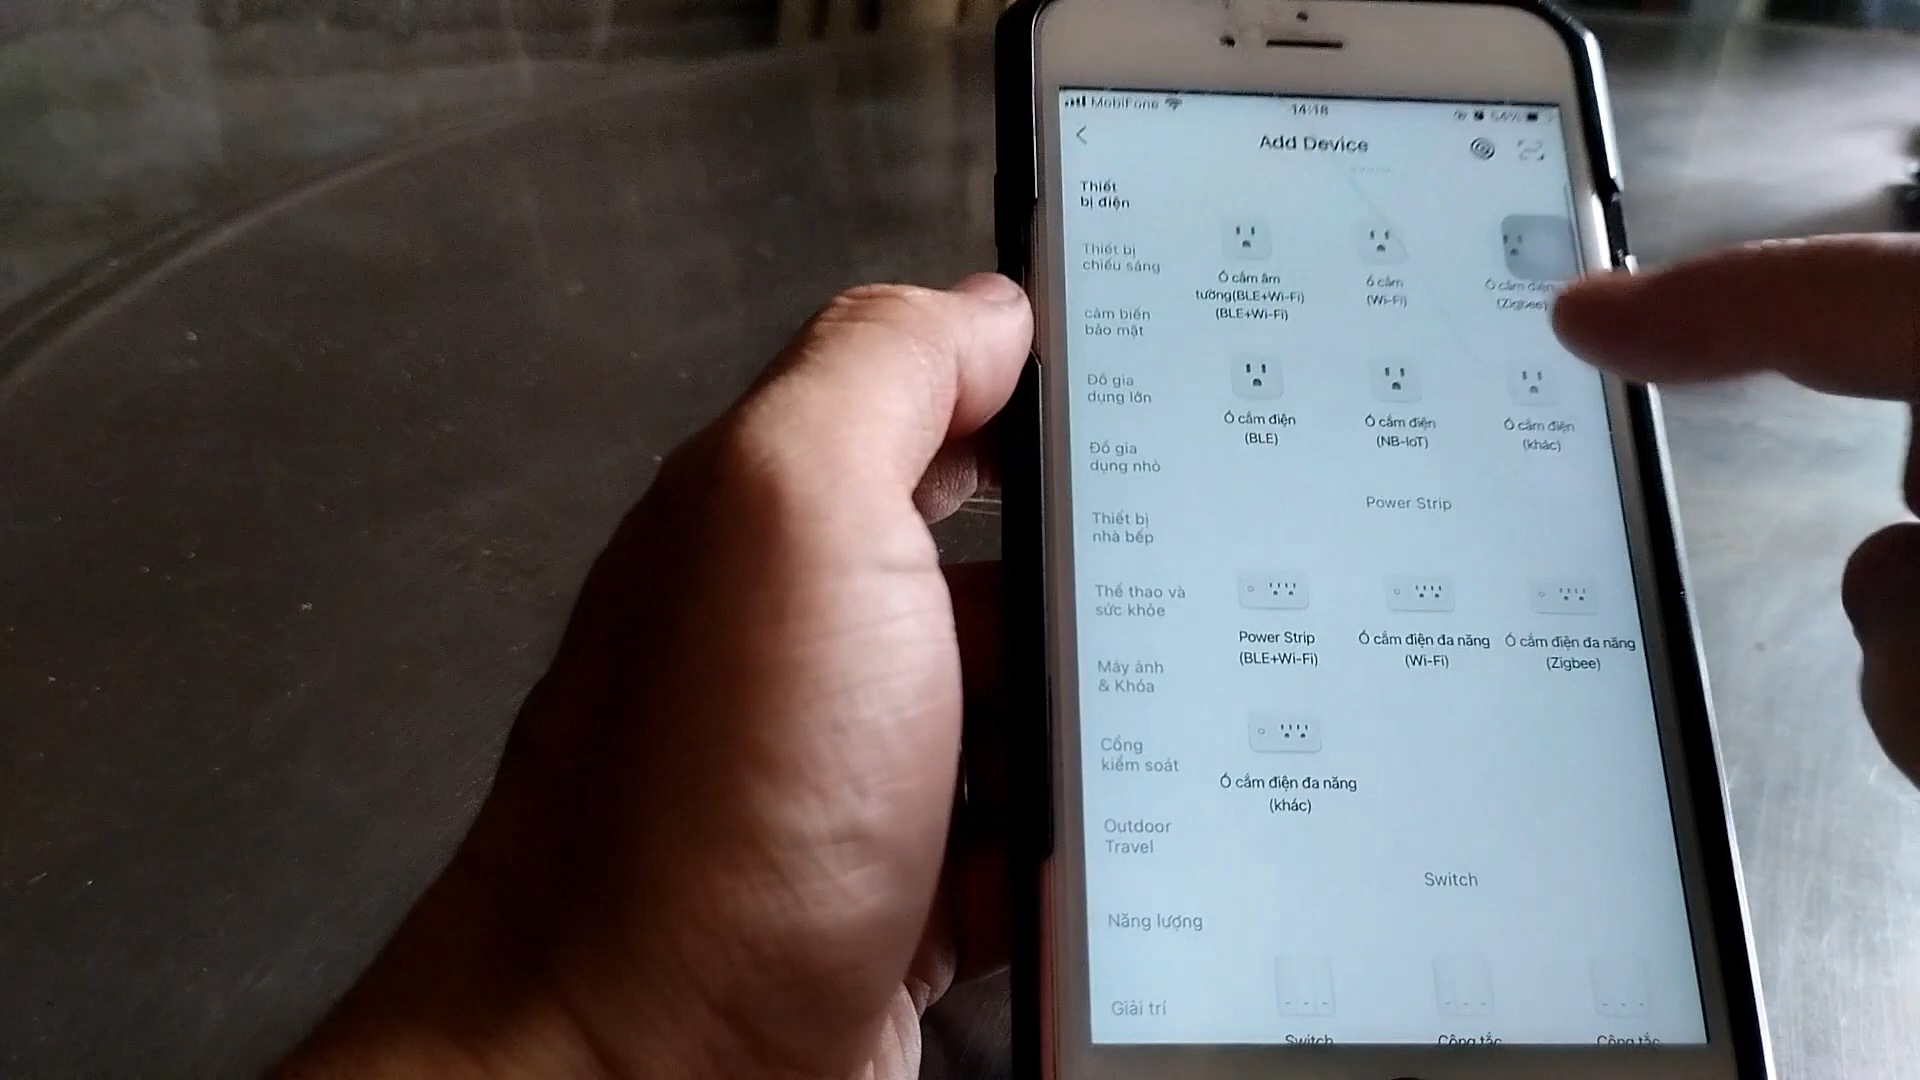 MobiFone
14:18
54%
Add Device
Thiết
bị điện
Thiết bị
chiếu sáng
cảm biến
bảo mật
Đồ gia
dụng lớn
Đồ gia
dụng nhỏ
Thiết bị
nhà bếp
Thể thao và
sức khỏe
Máy ảnh
& Khóa
Cổng
kiểm soát
Outdoor
Travel
Năng lượng
Giải trí
Ổ cắm âm
tường(BLE+Wi-Fi)
(BLE+Wi-Fi)
ổ cắm
(Wi-Fi)
Ổ cắm điện
(Zigbee)
Ổ cắm điện
(BLE)
Ổ cắm điện
(NB-IoT)
Ổ cắm điện
(khác)
Power Strip
Power Strip
(BLE+Wi-Fi)
Ổ cắm điện đa năng
(Wi-Fi)
Ổ cắm điện đa năng
(Zigbee)
Ổ cắm điện đa năng
(khác)
Switch
Switch
Công tắc
Công tắc